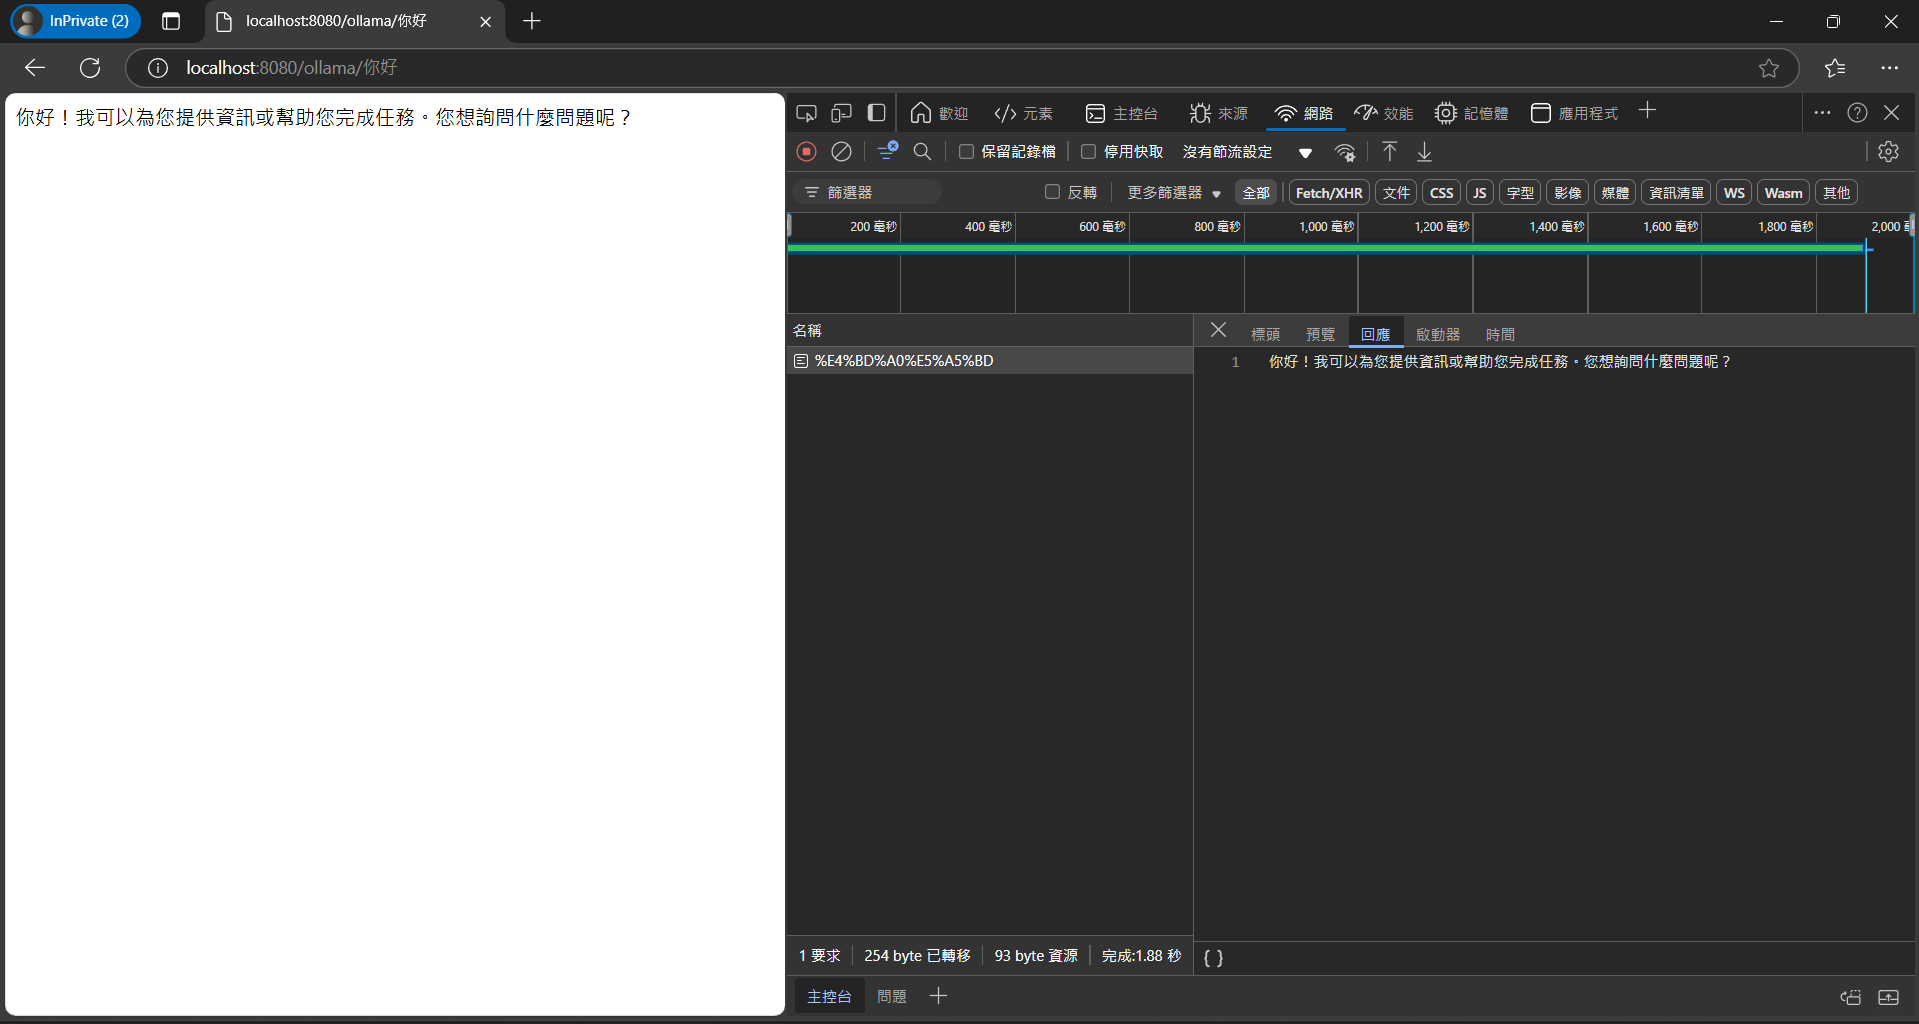 InPrivate (2)
localhost:8080/ollama/你好
localhost:8080/ollama/你好
你好！我可以為您提供資訊或幫助您完成任務。您想詢問什麼問題呢？
歡迎 元素 主控台 來源 網路 效能 記憶體 應用程式
保留記錄檔 停用快取 沒有節流設定
篩選器 反轉 更多篩選器 全部 Fetch/XHR 文件 CSS JS 字型 影像 媒體 資訊清單 WS Wasm 其他
200 毫秒 400 毫秒 600 毫秒 800 毫秒 1,000 毫秒 1,200 毫秒 1,400 毫秒 1,600 毫秒 1,800 毫秒 2,000
名稱
標頭 預覽 回應 啟動器 時間
%E4%BD%A0%E5%A5%BD
1 你好！我可以為您提供資訊或幫助您完成任務。您想詢問什麼問題呢？
1 要求 254 byte 已轉移 93 byte 資源 完成:1.88 秒
{ }
主控台 問題